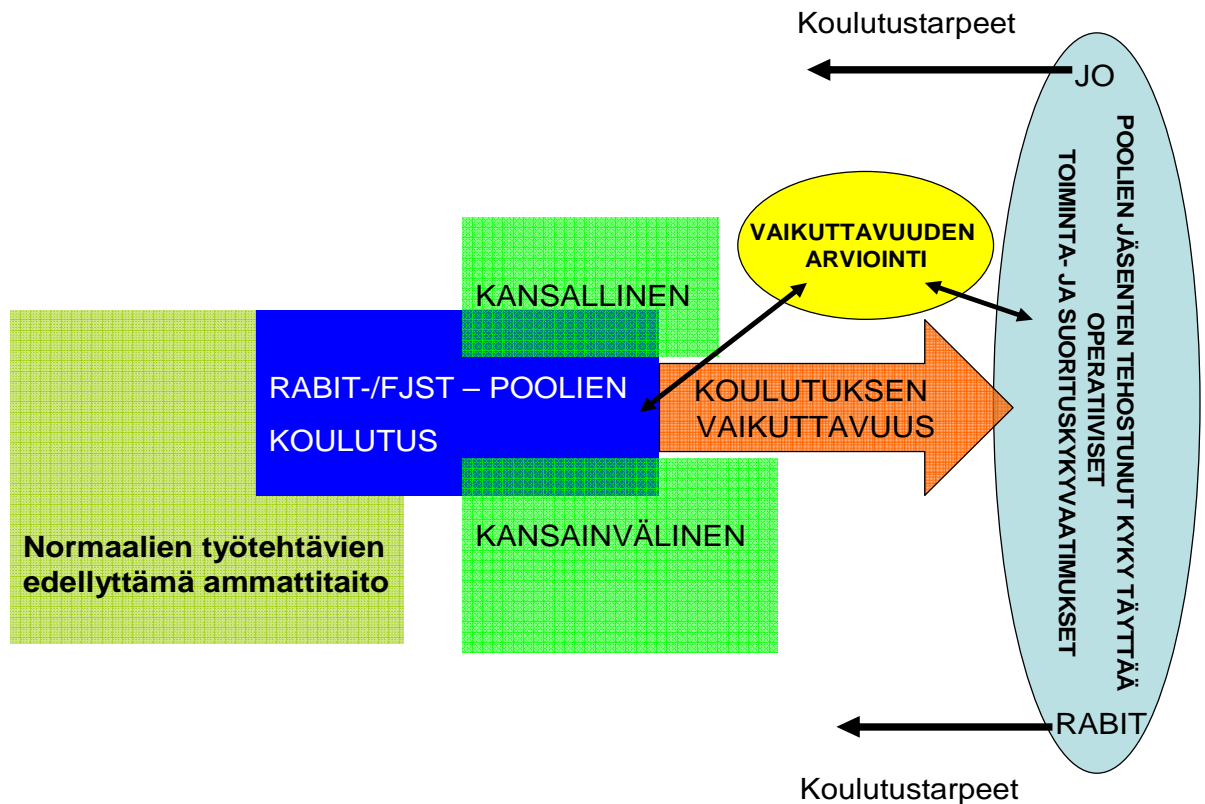 Koulutustarpeet
JO
POOLIEN JÄSENTEN TEHOSTUNUT KYKY TÄYTTÄÄ
OPERATIIVISET
TOIMINTA- JA SUORITUSKYKYVAATIMUKSET
VAIKUTTAVUUDEN
ARVIOINTI
KANSALLINEN
RABIT-/FJST – POOLIEN
KOULUTUS
KOULUTUKSEN
VAIKUTTAVUUS
KANSAINVÄLINEN
Normaalien työtehtävien
edellyttämä ammattitaito
RABIT
Koulutustarpeet